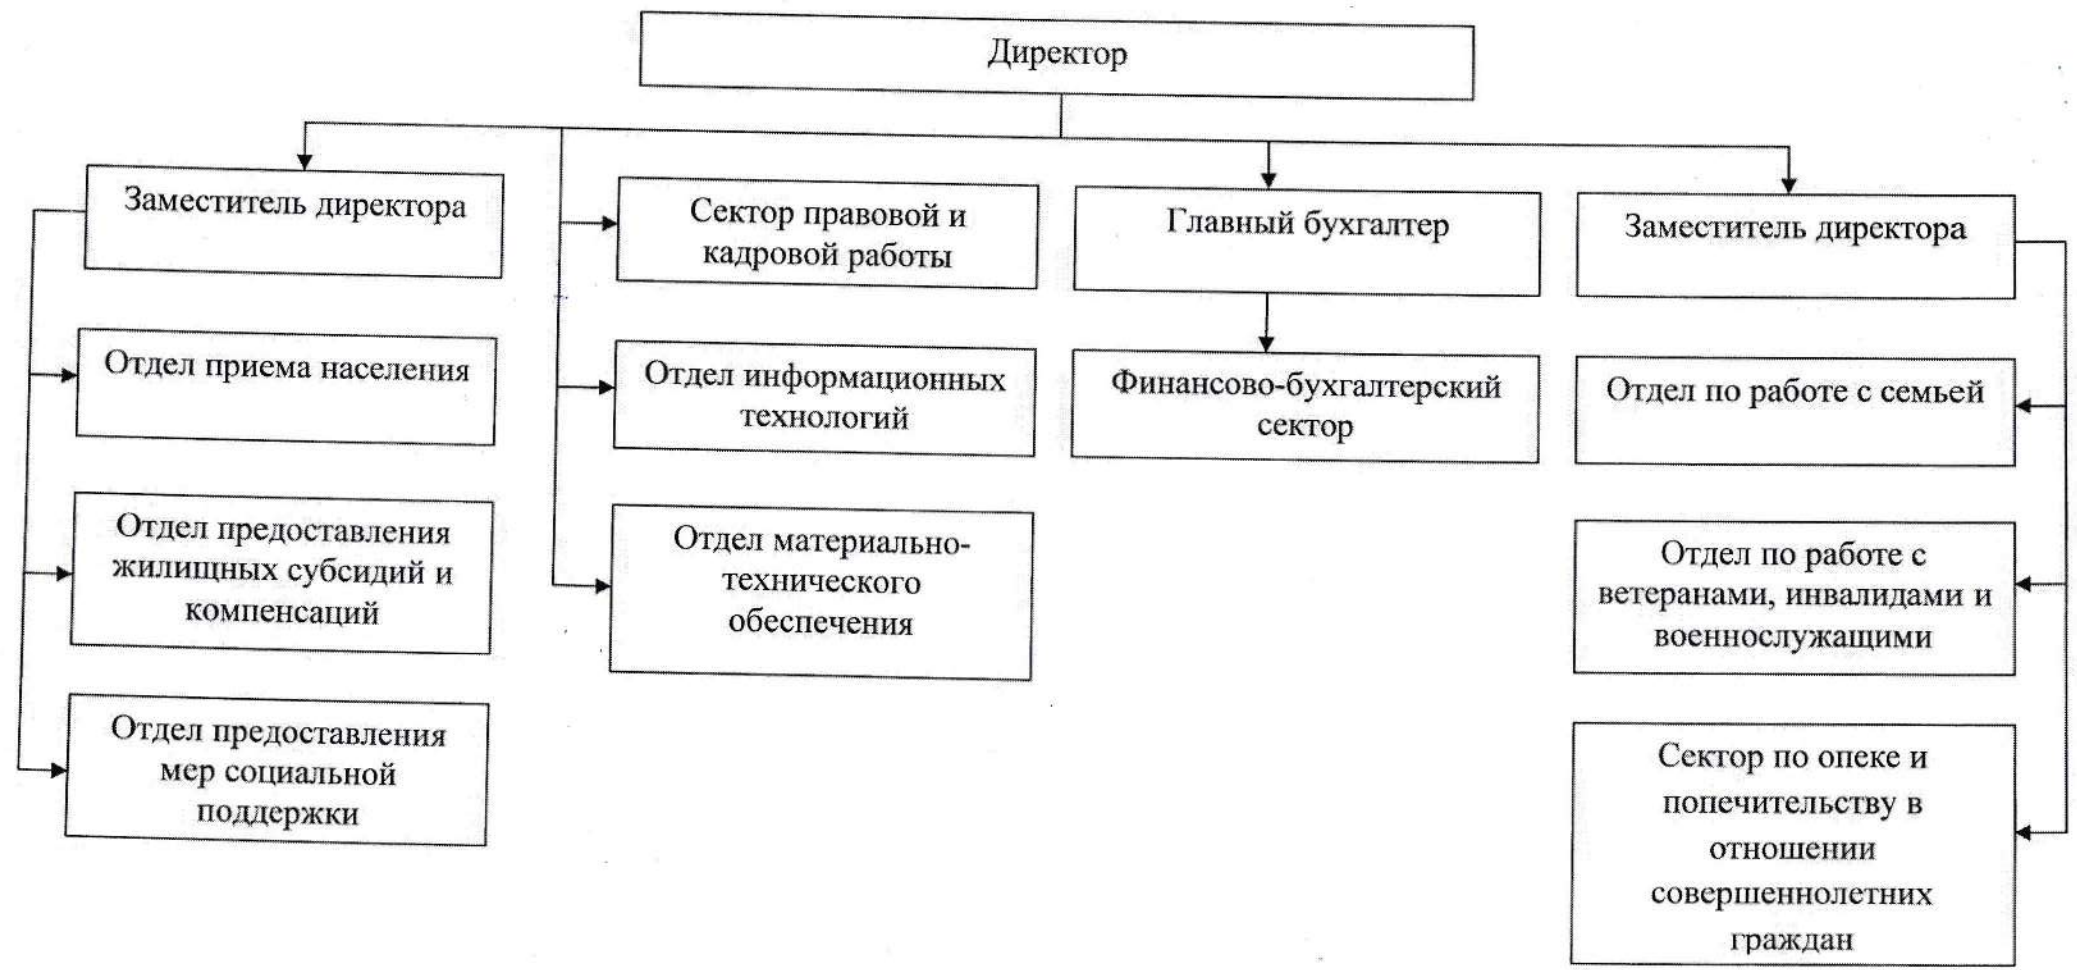 Директор
Заместитель директора
Отдел приема населения
Отдел предоставления
жилищных субсидий и
компенсаций
Отдел предоставления
мер социальной
поддержки
Сектор правовой и
кадровой работы
Отдел информационных
технологий
Отдел материально-
технического
обеспечения
Главный бухгалтер
Финансово-бухгалтерский
сектор
Заместитель директора
Отдел по работе с семьей
Отдел по работе с
ветеранами, инвалидами и
военнослужащими
Сектор по опеке и
попечительству в
отношении
совершеннолетних
граждан